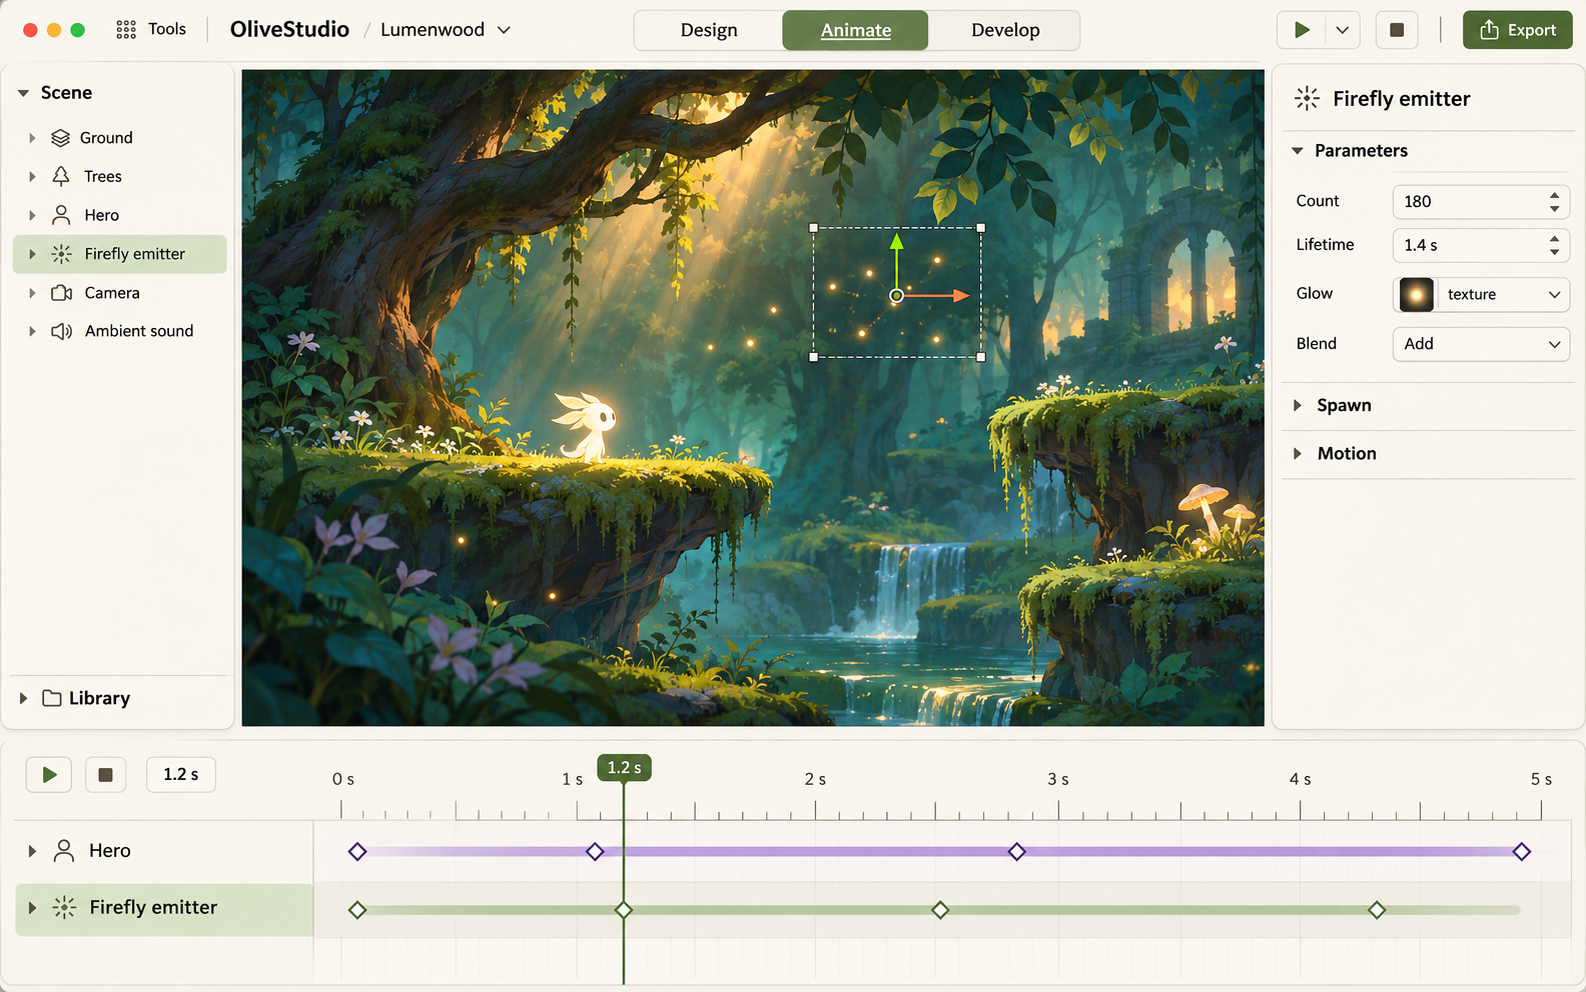 Tools
OliveStudio / Lumenwood
Design
Animate
Develop
Export
Scene
Ground
Trees
Hero
Firefly emitter
Camera
Ambient sound
Library
Firefly emitter
Parameters
Count 180
Lifetime 1.4 s
Glow texture
Blend Add
Spawn
Motion
1.2 s
0 s 1 s 1.2 s 2 s 3 s 4 s 5 s
Hero
Firefly emitter